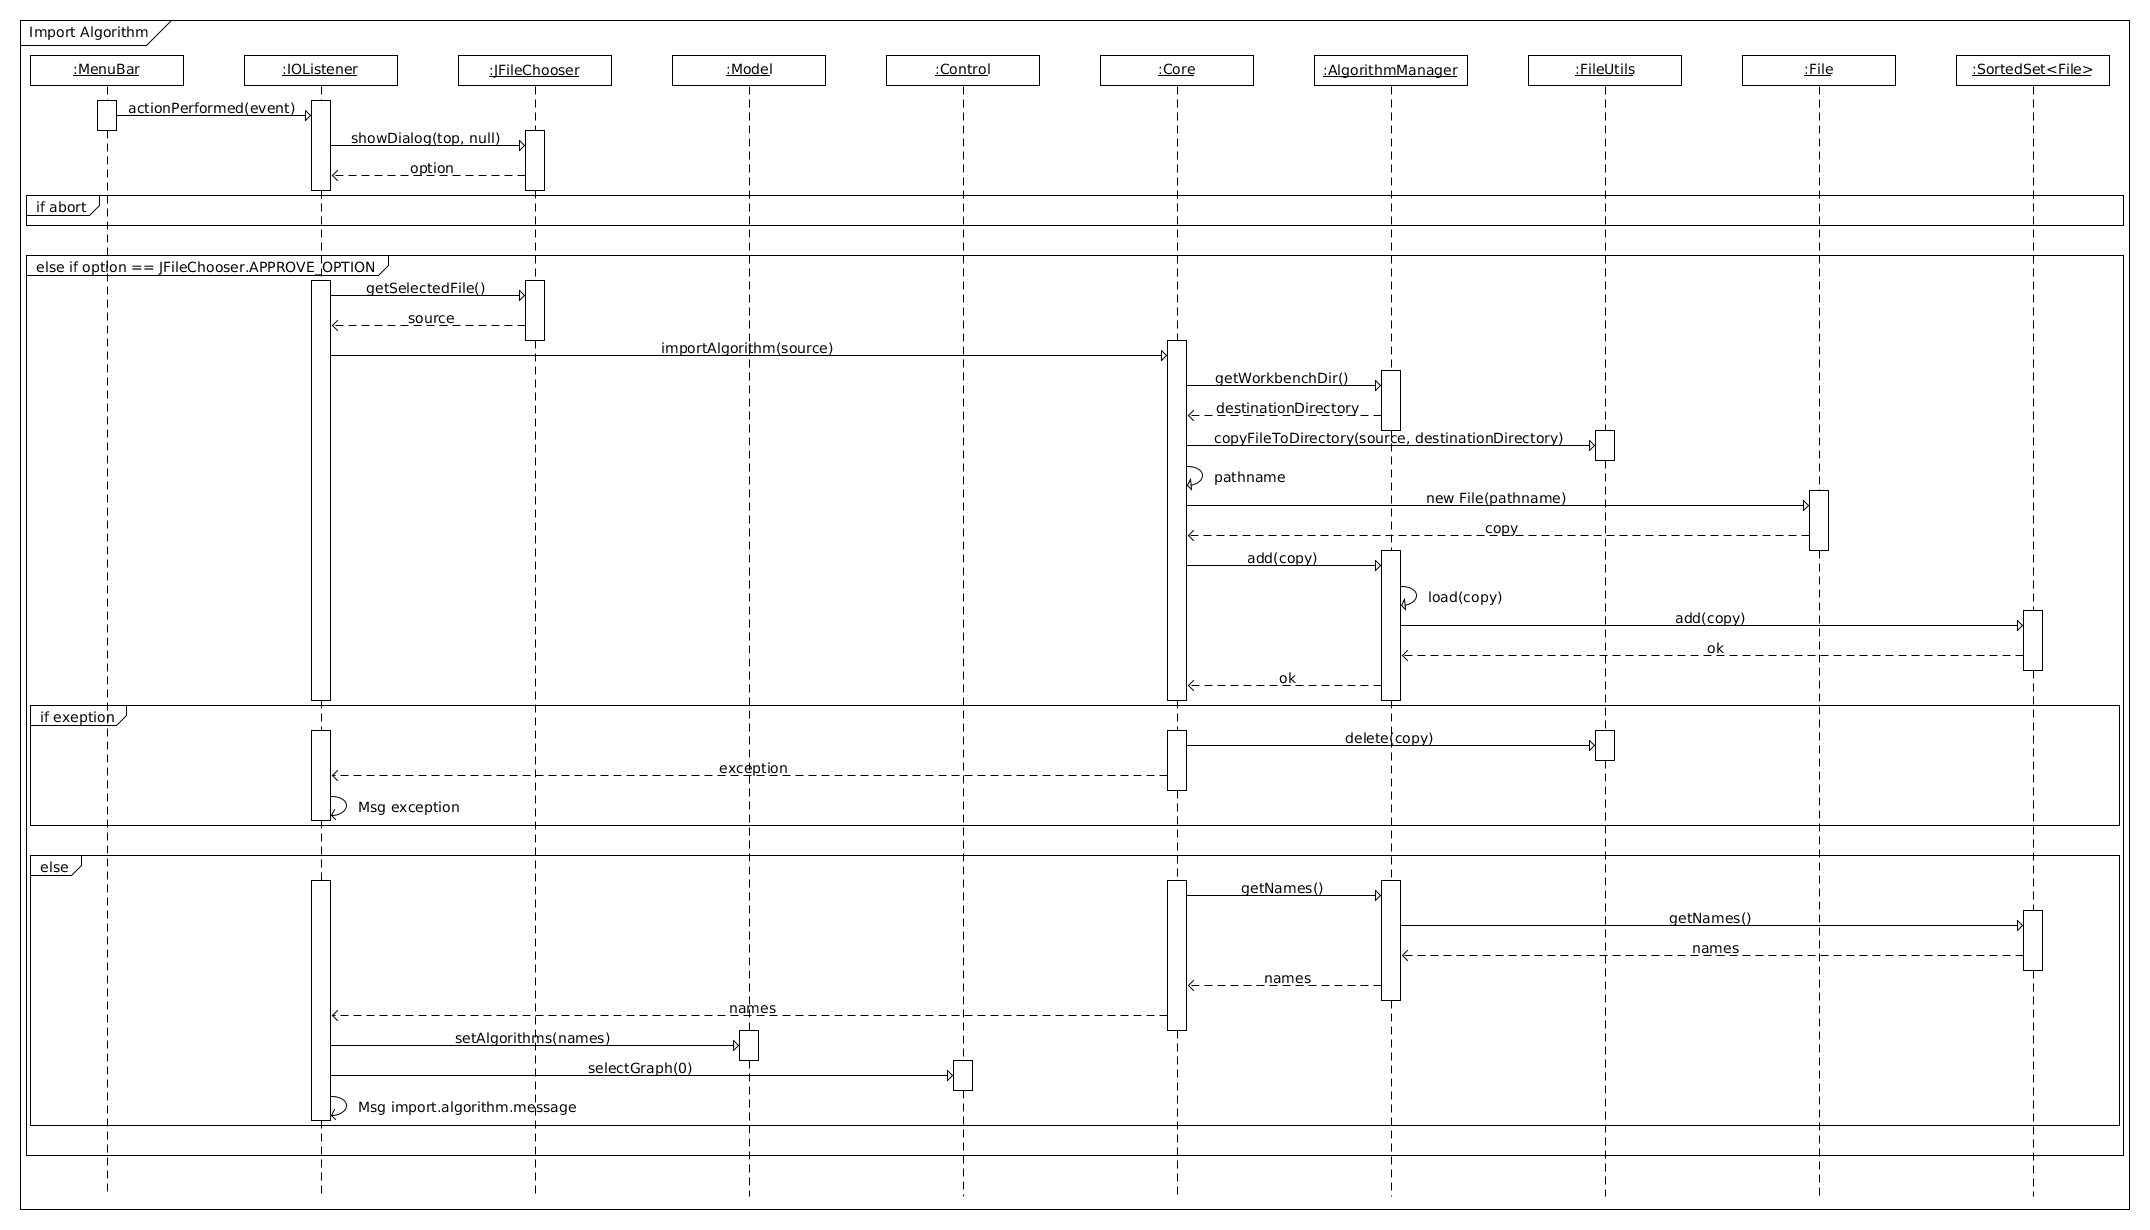 Import Algorithm
:MenuBar
:IOListener
:JFileChooser
:Model
:Control
:Core
:AlgorithmManager
:FileUtils
:File
:SortedSet<File>
actionPerformed(event)
showDialog(top, null)
option
if abort
else if option == JFileChooser.APPROVE_OPTION
getSelectedFile()
source
importAlgorithm(source)
getWorkbenchDir()
destinationDirectory
copyFileToDirectory(source, destinationDirectory)
pathname
new File(pathname)
copy
add(copy)
load(copy)
add(copy)
ok
ok
if exeption
delete(copy)
exception
Msg exception
else
getNames()
getNames()
names
names
names
setAlgorithms(names)
selectGraph(0)
Msg import.algorithm.message